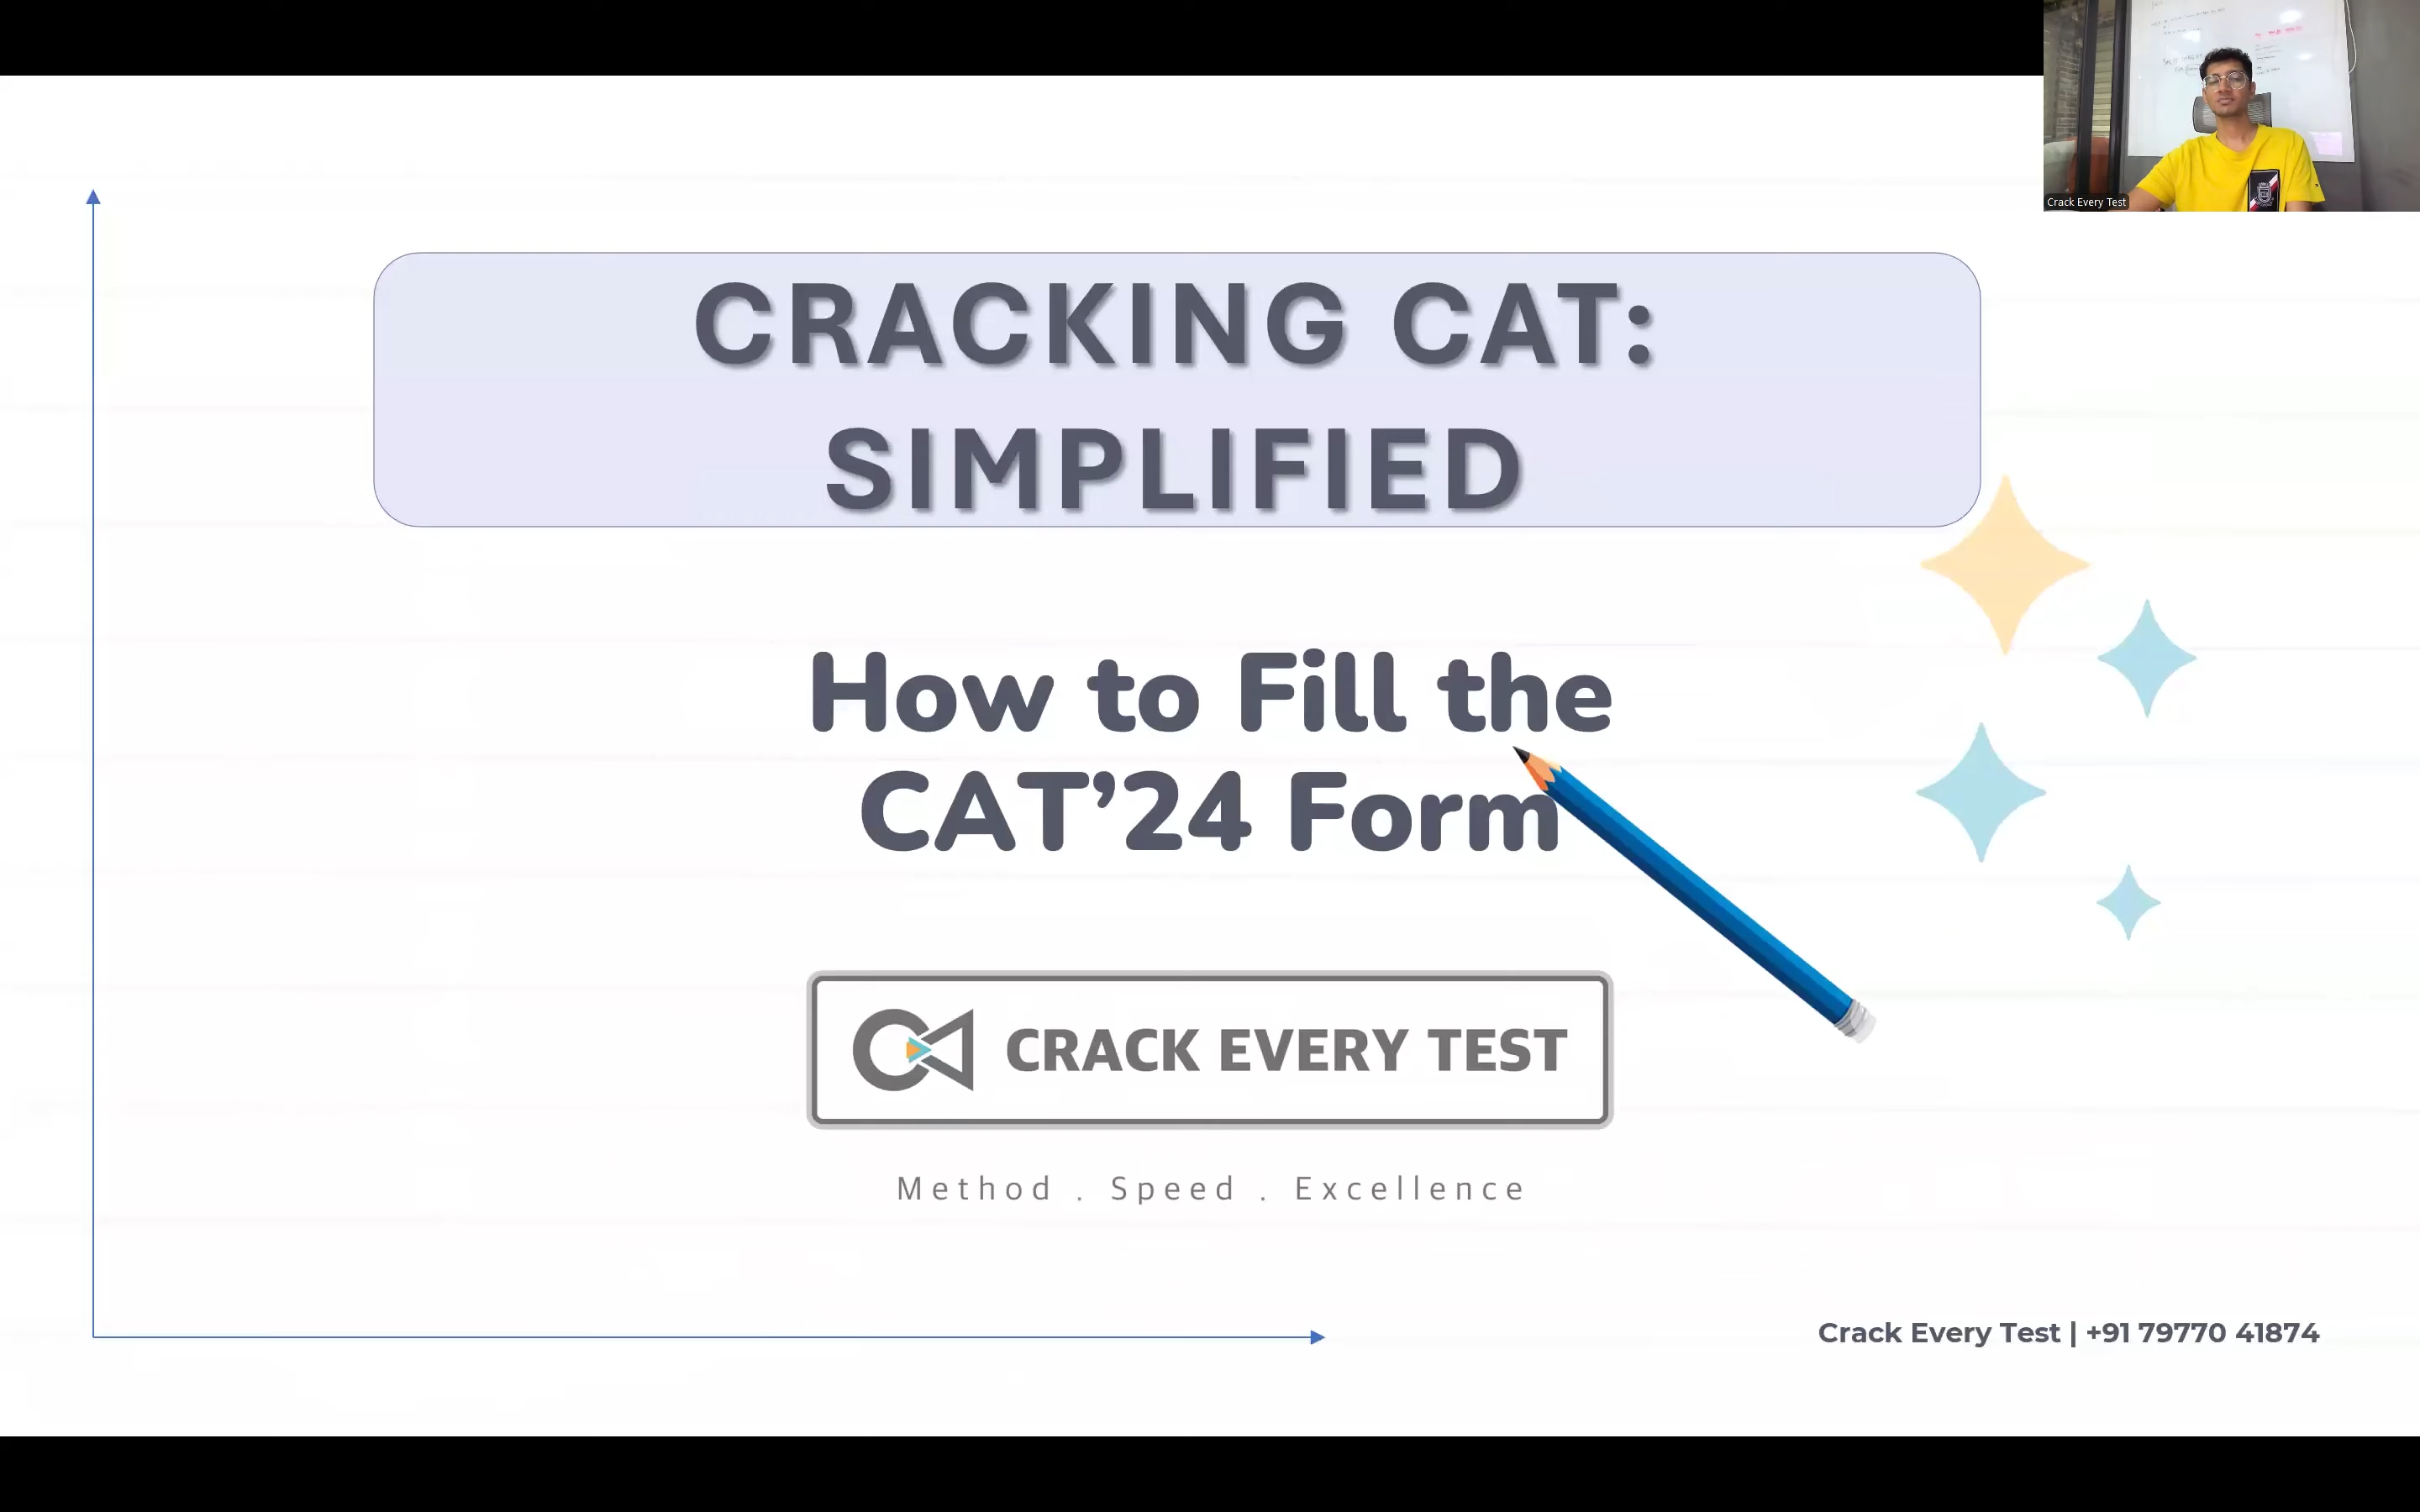 CRACKING CAT:
SIMPLIFIED
How to Fill the
CAT’24 Form
CRACK EVERY TEST
Method . Speed . Excellence
Crack Every Test | +91 79770 41874
Crack Every Test